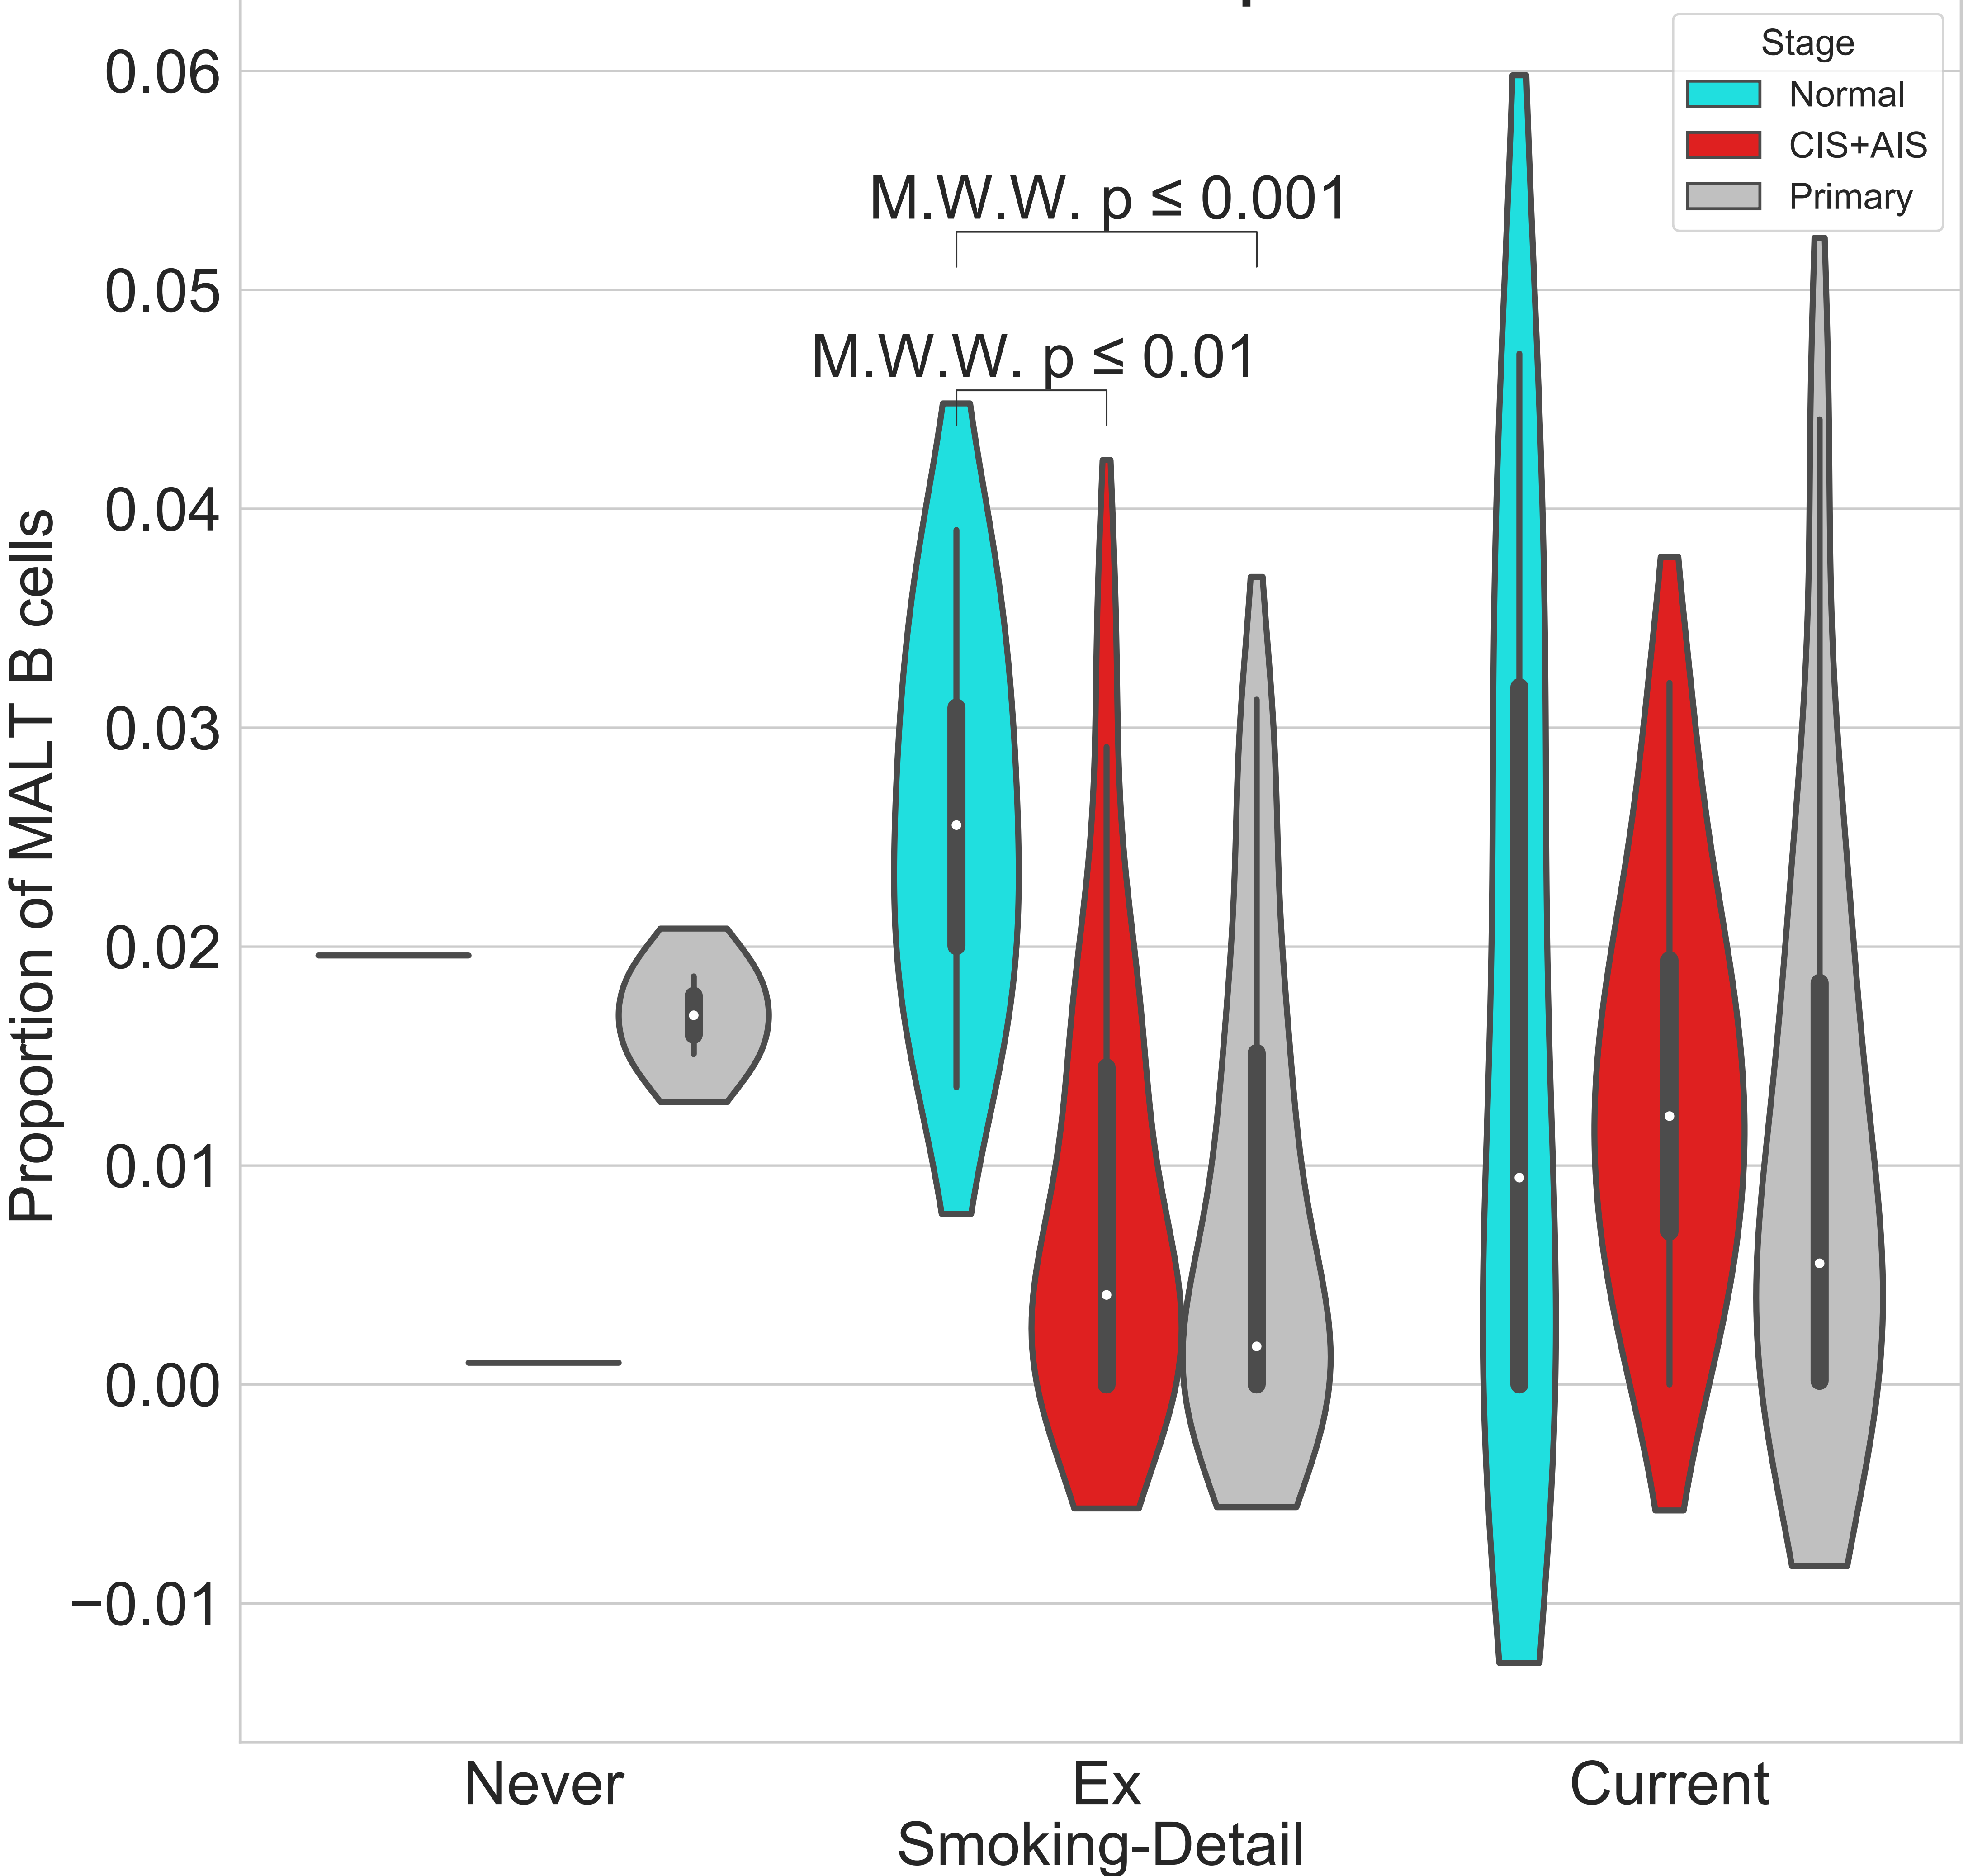 Stage
Normal
CIS+AIS
Primary
M.W.W. p ≤ 0.001
M.W.W. p ≤ 0.01
0.06
0.05
0.04
0.03
0.02
0.01
0.00
−0.01
Proportion of MALT B cells
Never
Ex
Current
Smoking-Detail